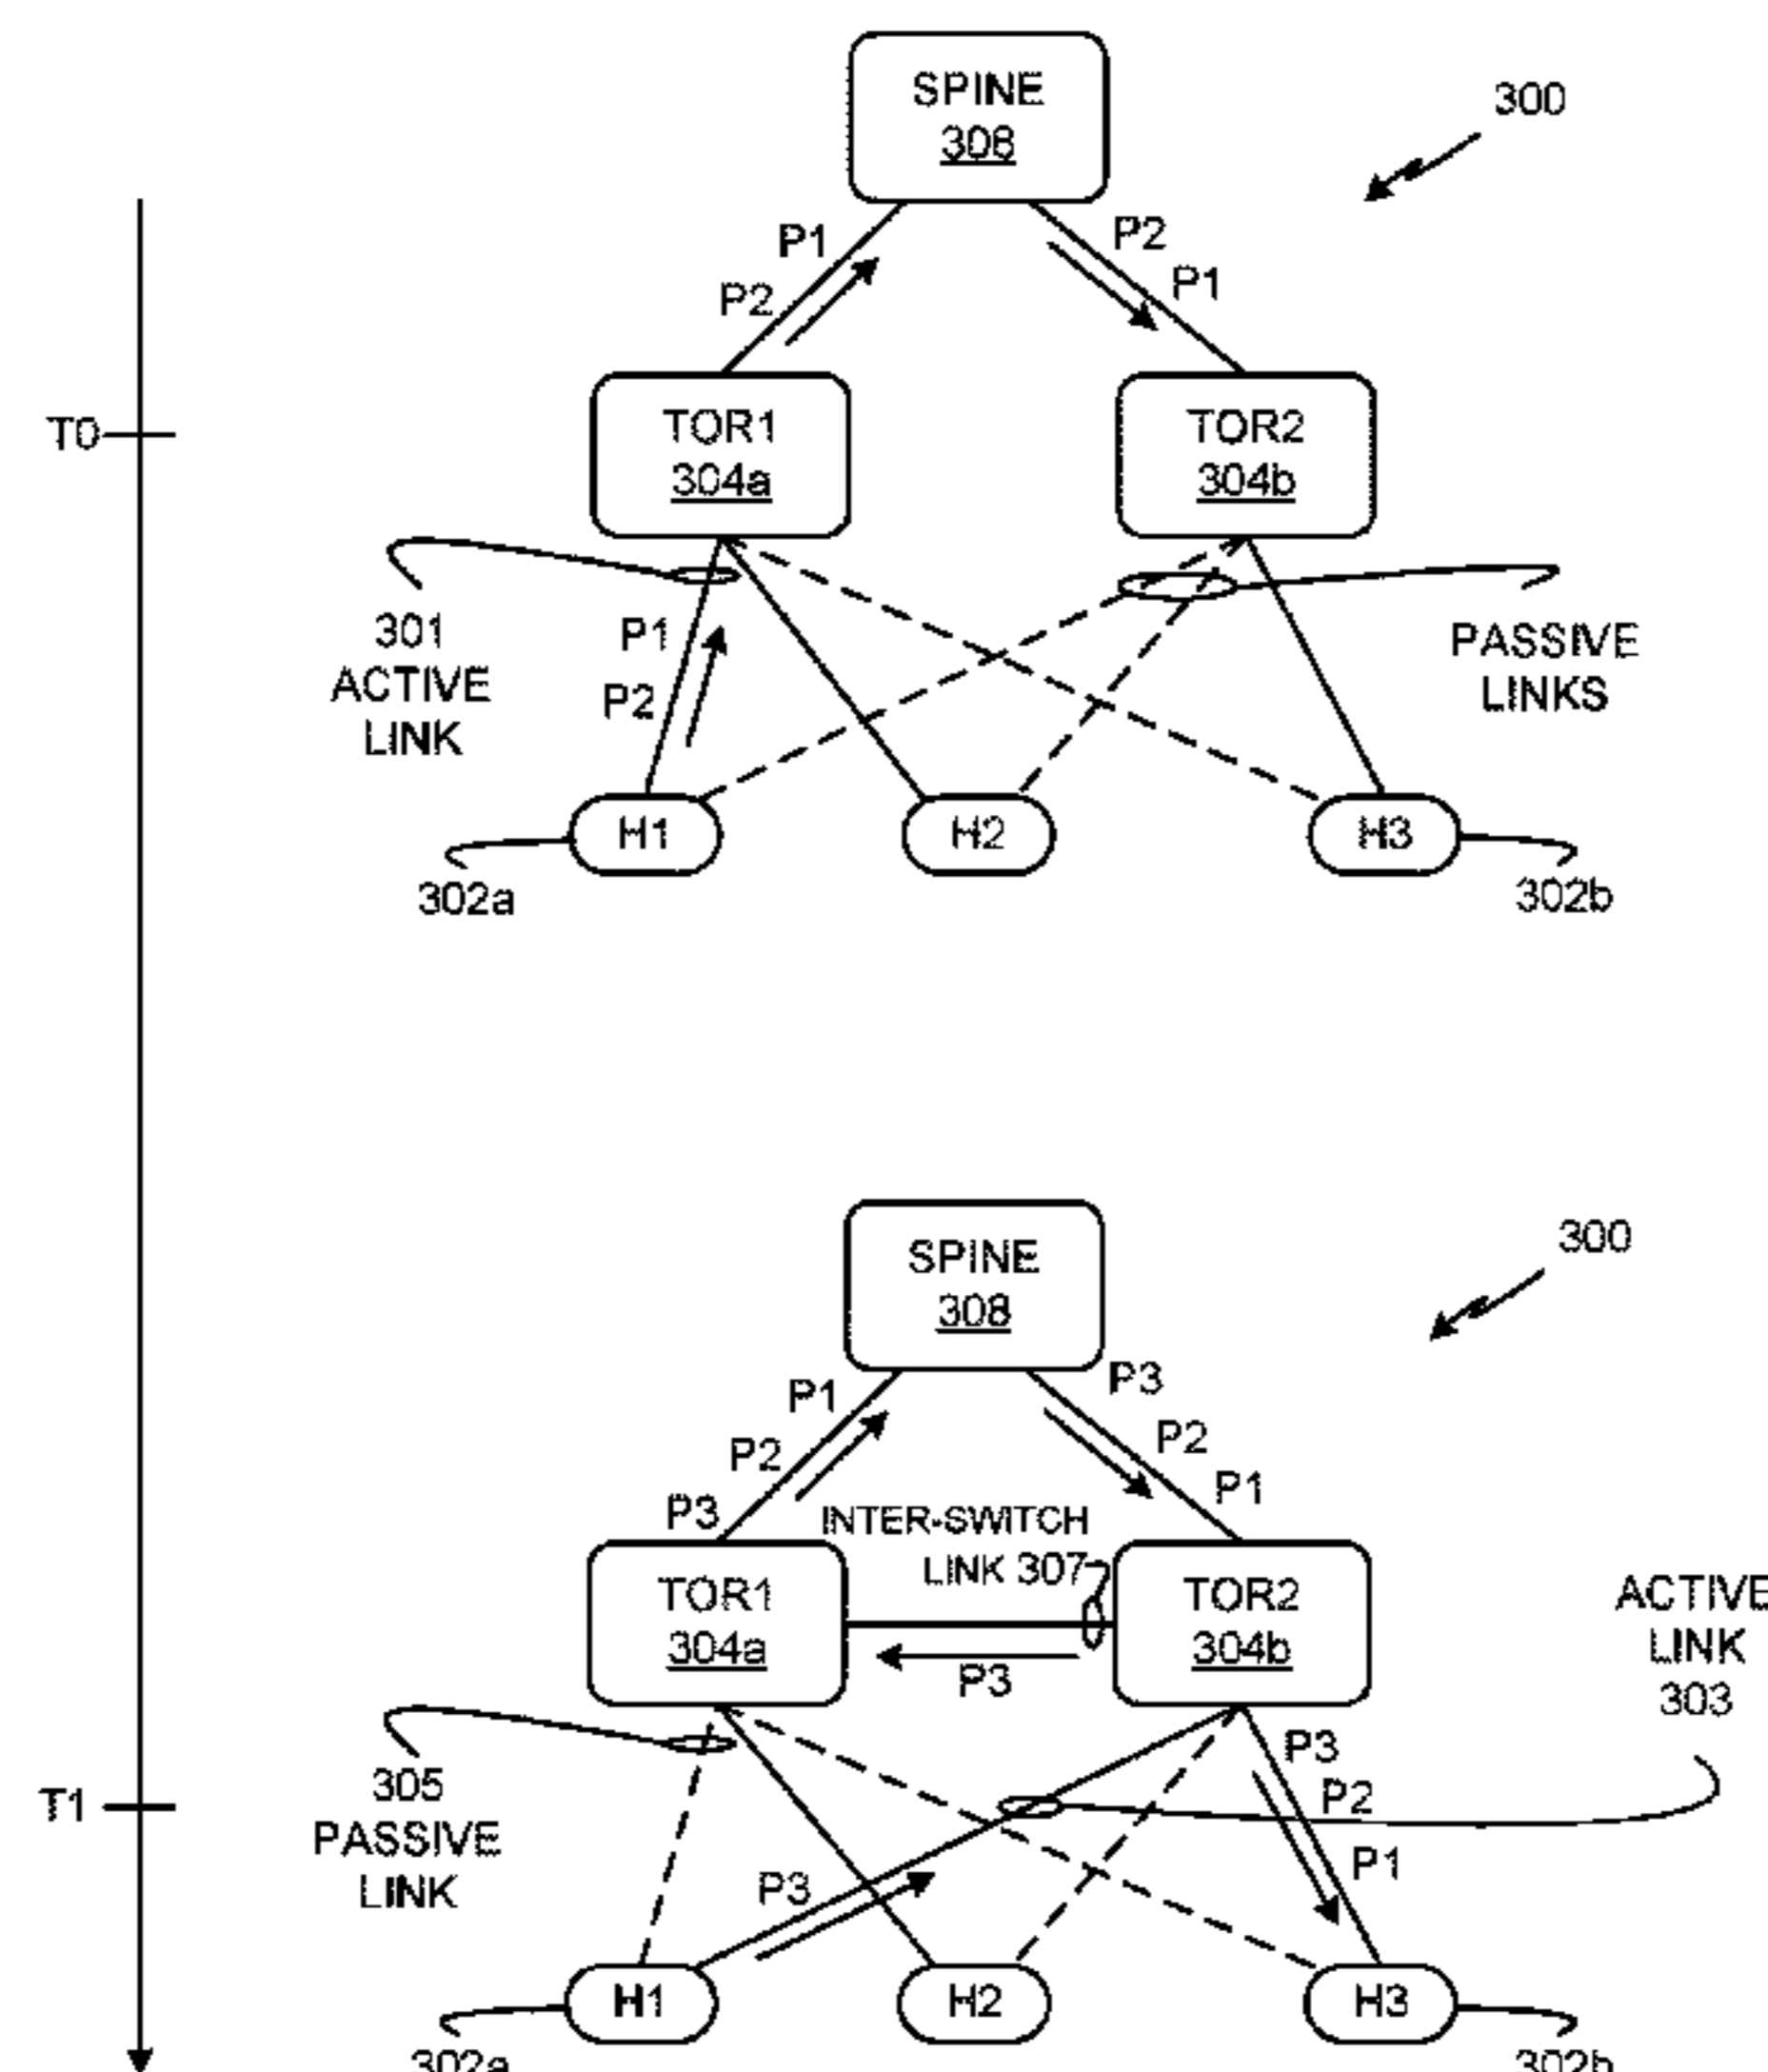 SPINE
308
300
P1
P2
P2
P1
T0
TOR1
304a
TOR2
304b
301
ACTIVE
LINK
P1
P2
PASSIVE
LINKS
H1
H2
H3
302a
302b
SPINE
308
300
P1
P3
P2
P2
P3
P1
INTER-SWITCH
LINK 307
TOR1
304a
TOR2
304b
P3
ACTIVE
LINK
303
305
PASSIVE
LINK
T1
P3
P2
P1
P3
H1
H2
H3
302a
302b